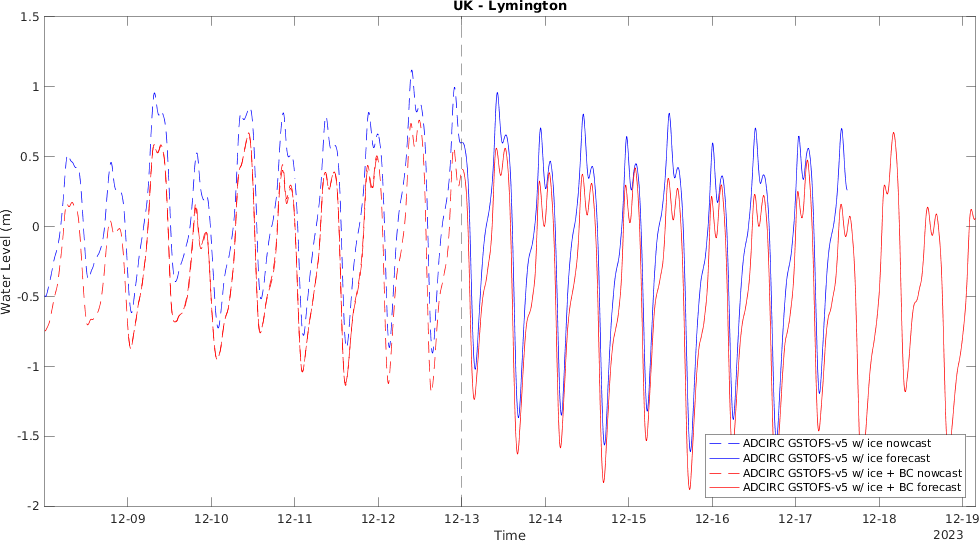 UK - Lymington
1.5
1
0.5
0
-0.5
-1
-1.5
-2
Water Level (m)
ADCIRC GSTOFS-v5 w/ ice nowcast
ADCIRC GSTOFS-v5 w/ ice forecast
ADCIRC GSTOFS-v5 w/ ice + BC nowcast
ADCIRC GSTOFS-v5 w/ ice + BC forecast
12-09 12-10 12-11 12-12 12-13 12-14 12-15 12-16 12-17 12-18 12-19
Time
2023